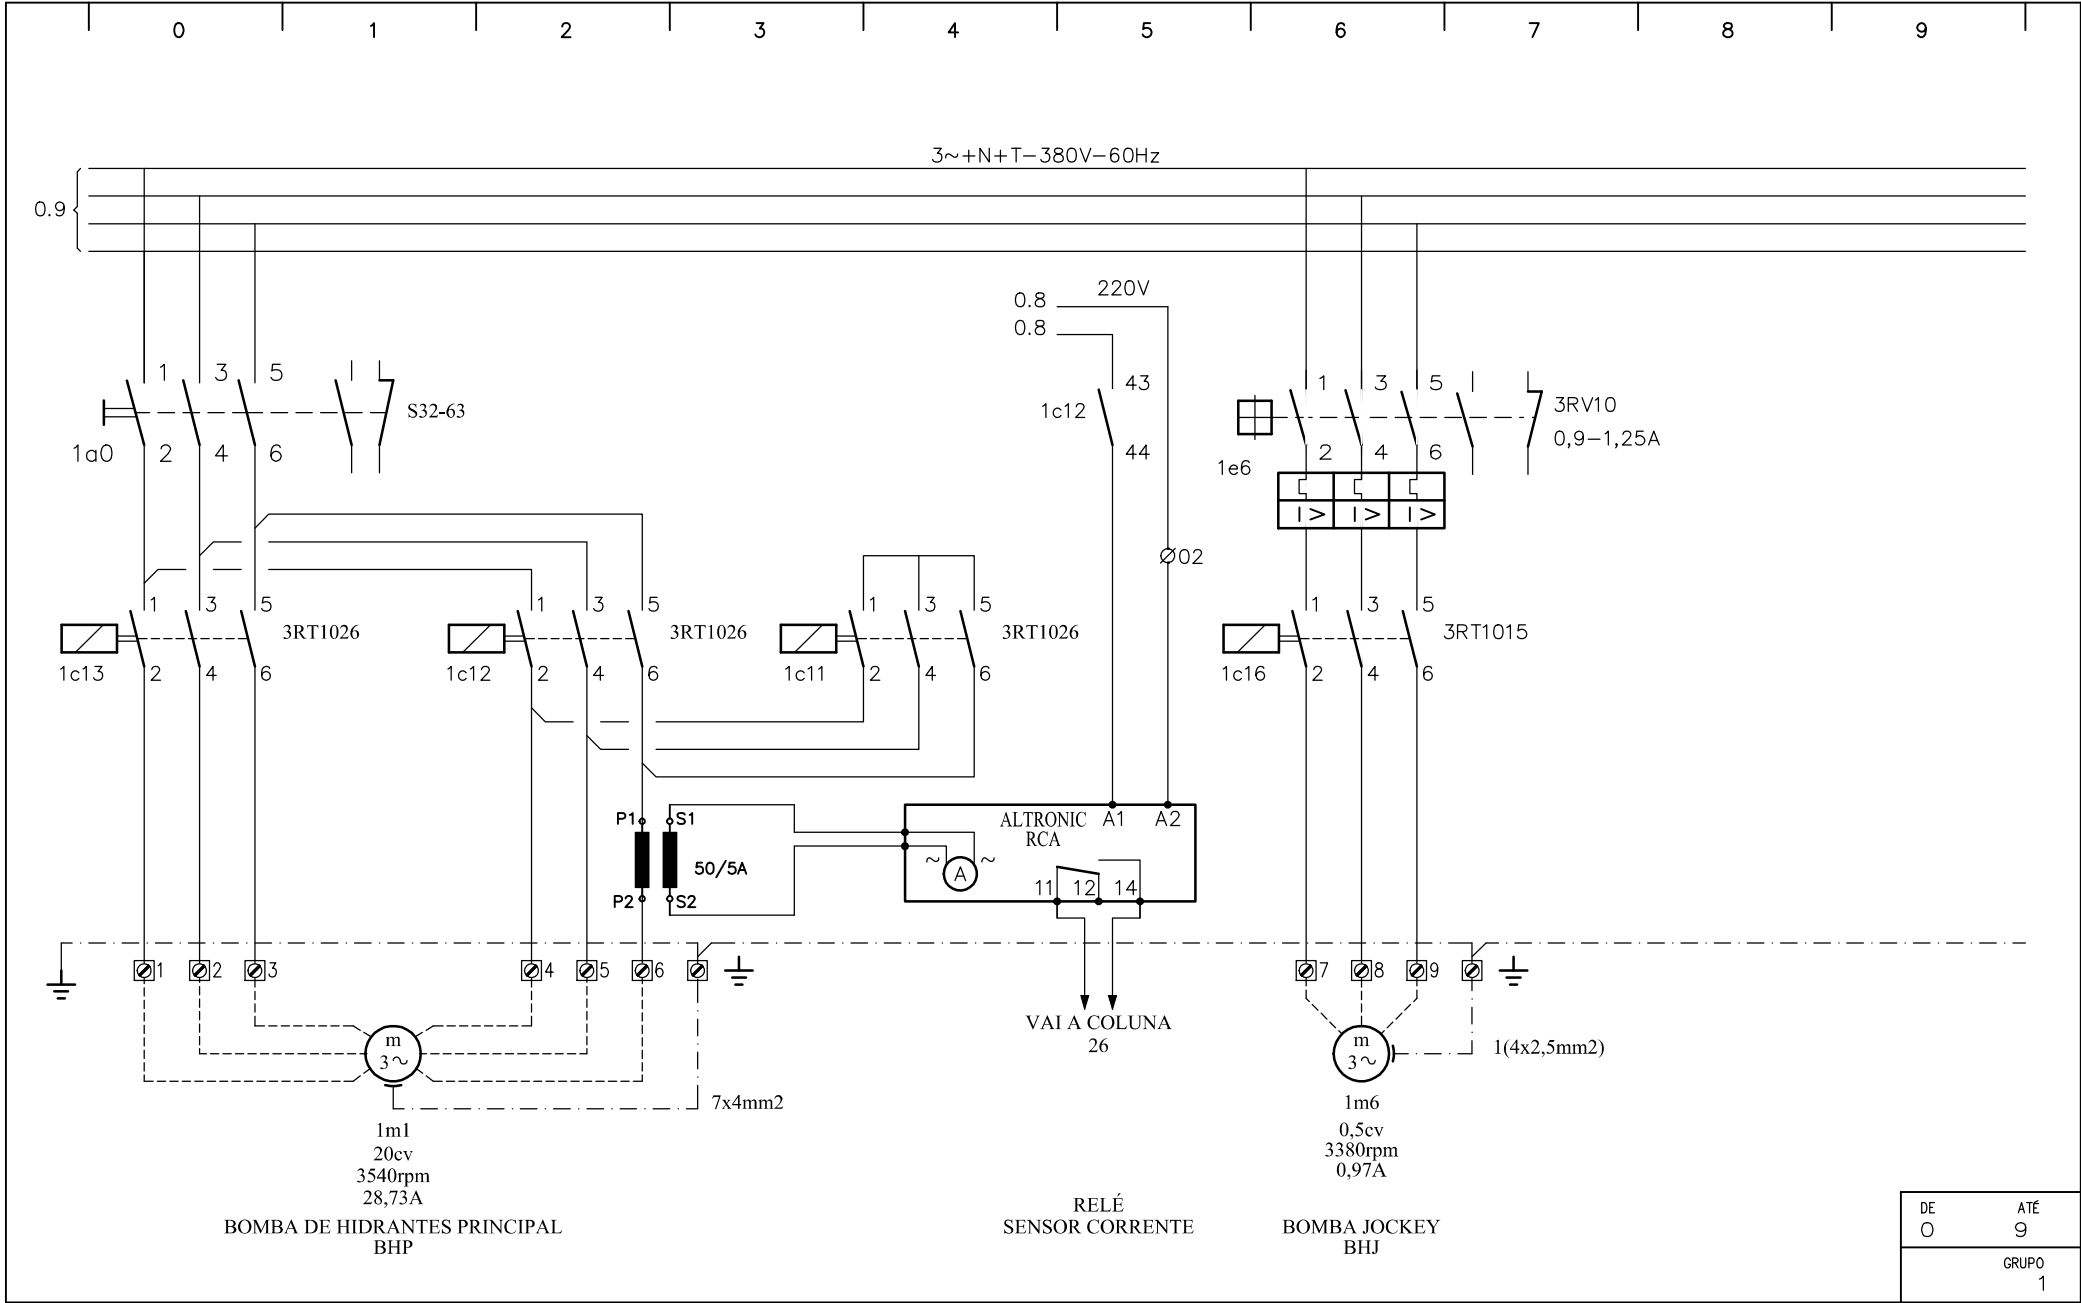 0 1 2 3 4 5 6 7 8 9
3~+N+T-380V-60Hz
0.9
0.8 220V
0.8
1 3 5
S32-63
1a0 2 4 6
43
1c12
44
1 3 5
3RV10
0,9-1,25A
2 4 6
1e6
I> I> I>
02
1 3 5
3RT1026
1c13 2 4 6
1 3 5
3RT1026
1c12 2 4 6
1 3 5
3RT1026
1c11 2 4 6
1 3 5
3RT1015
1c16 2 4 6
P1 S1
50/5A
P2 S2
ALTRONIC A1 A2
RCA
~ A ~
11 12 14
1 2 3 4 5 6 7 8 9
VAI A COLUNA
26
m
3~
7x4mm2
m
3~
1(4x2,5mm2)
1m1
20cv
3540rpm
28,73A
BOMBA DE HIDRANTES PRINCIPAL
BHP
RELÉ
SENSOR CORRENTE
1m6
0,5cv
3380rpm
0,97A
BOMBA JOCKEY
BHJ
DE ATÉ
0 9
GRUPO
1